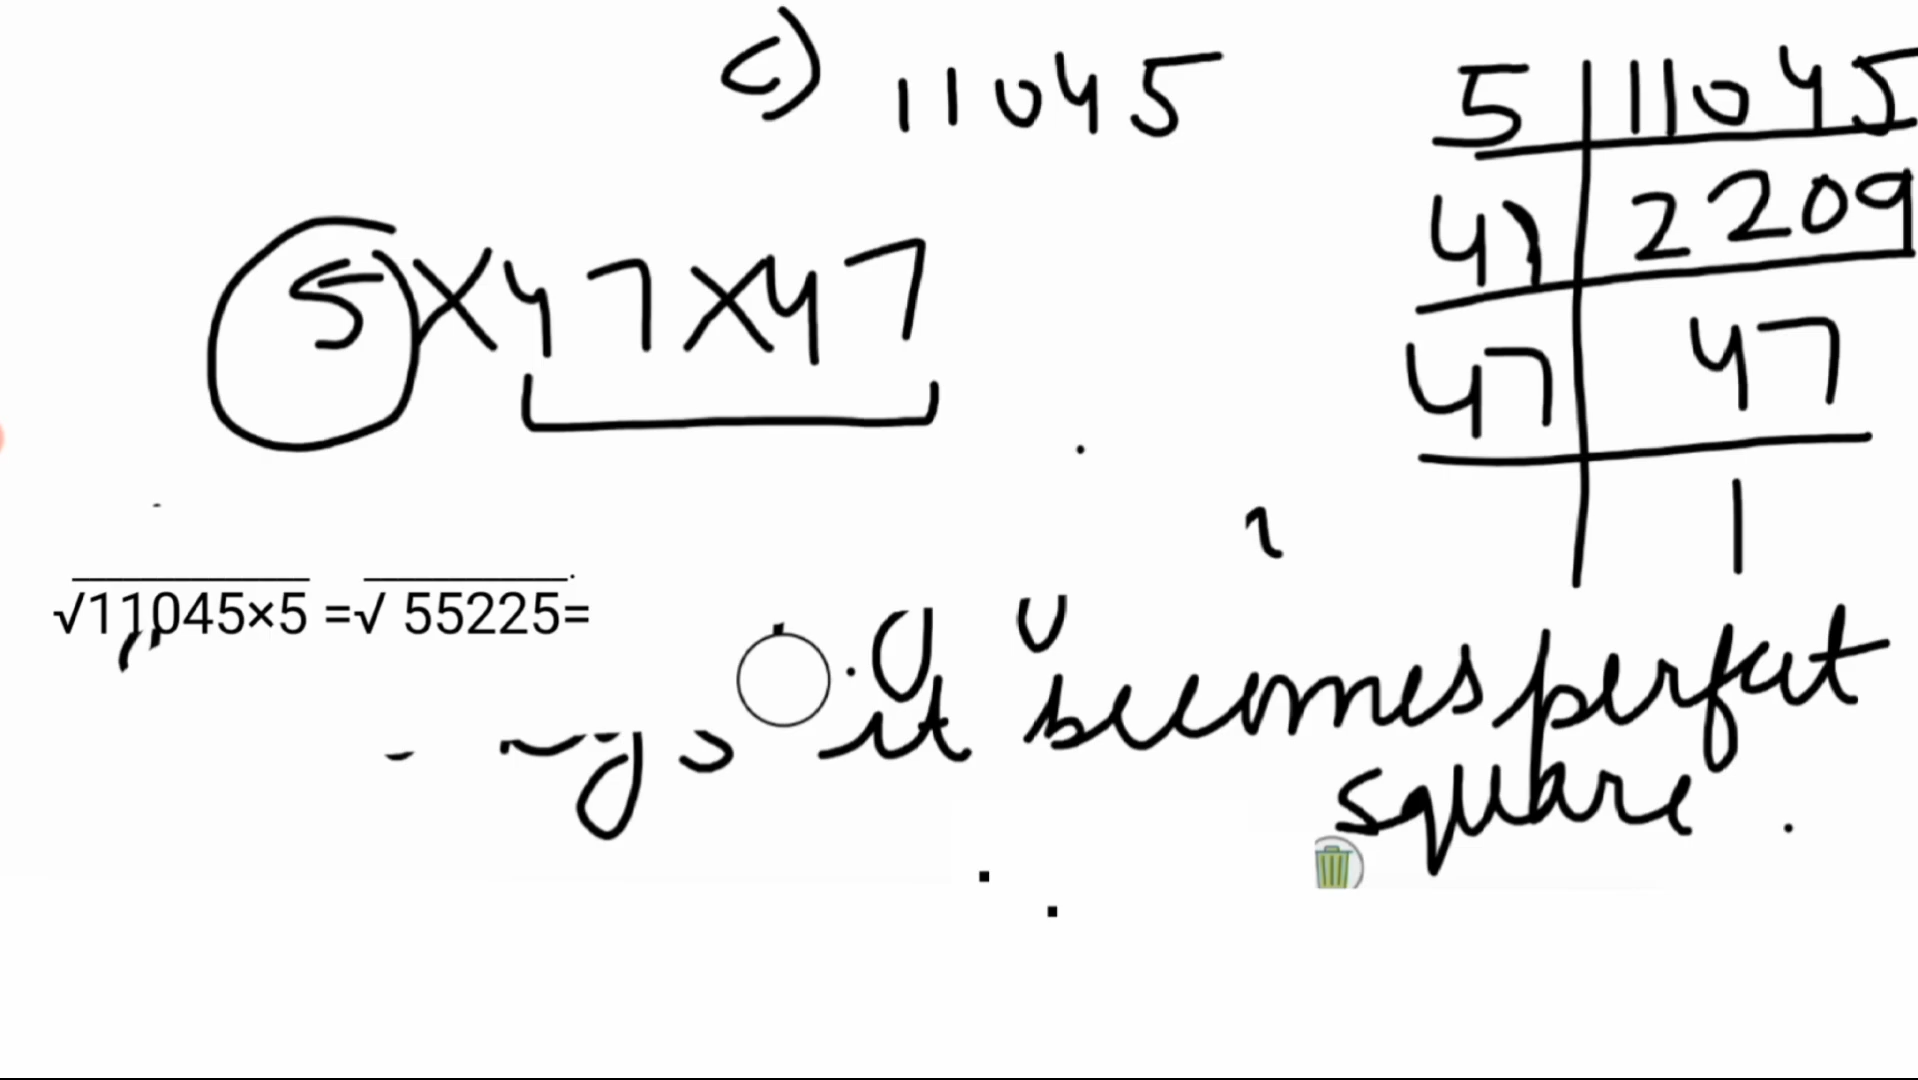 c) 11045
5 | 11045
47 | 2209
47 | 47
1
5×47×47
√11045×5 =√ 55225=
it becomes perfect
square.